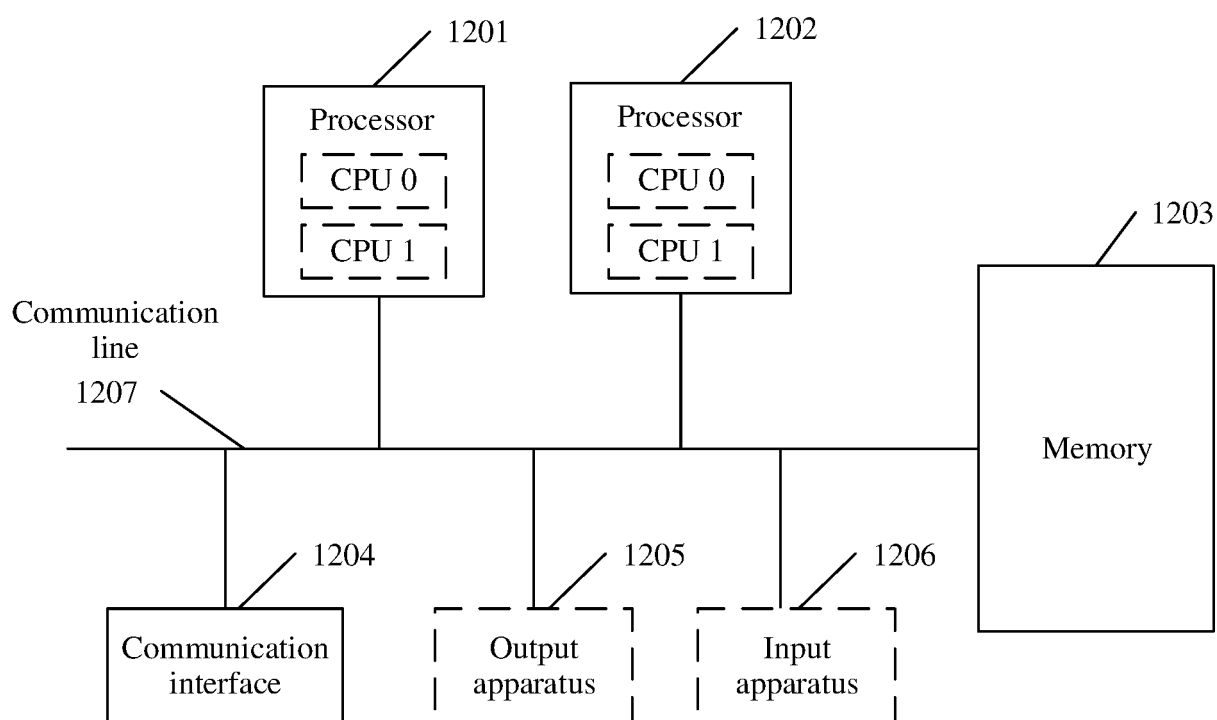 1201
1202
Processor
CPU 0
CPU 1
Processor
CPU 0
CPU 1
1203
Communication
line
1207
Memory
1204
1205
1206
Communication
interface
Output
apparatus
Input
apparatus